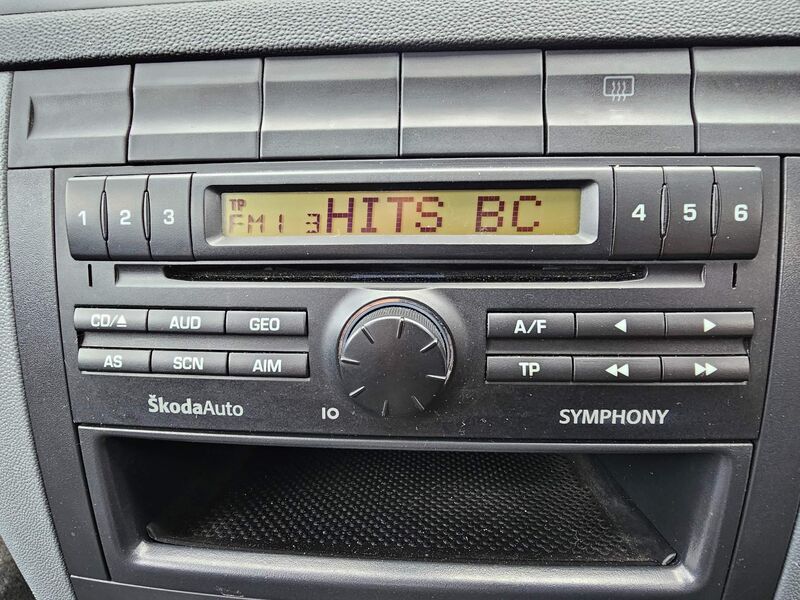 TP
FM1 3 HITS BC
1 2 3
4 5 6
CD/ AUD GEO
AS SCN AIM
A/F
TP
ŠkodaAuto
IO
SYMPHONY